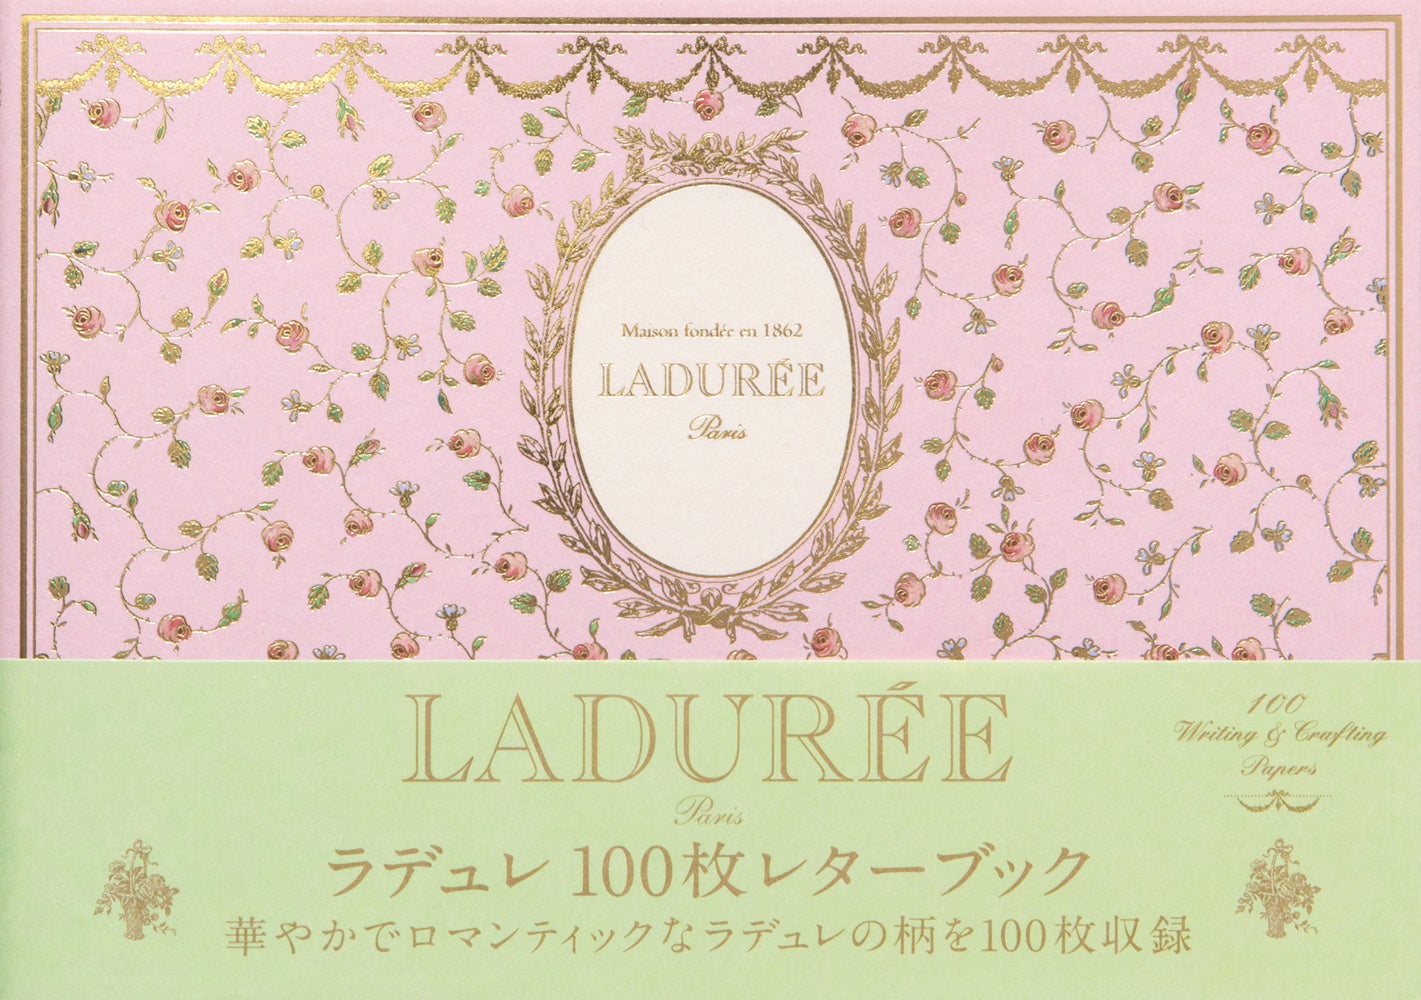 Maison fondée en 1862
LADURÉE
Paris
LADURÉE
Paris
100
Writing & Crafting
Papers
ラデュレ 100枚レターブック
華やかでロマンティックなラデュレの柄を100枚収録